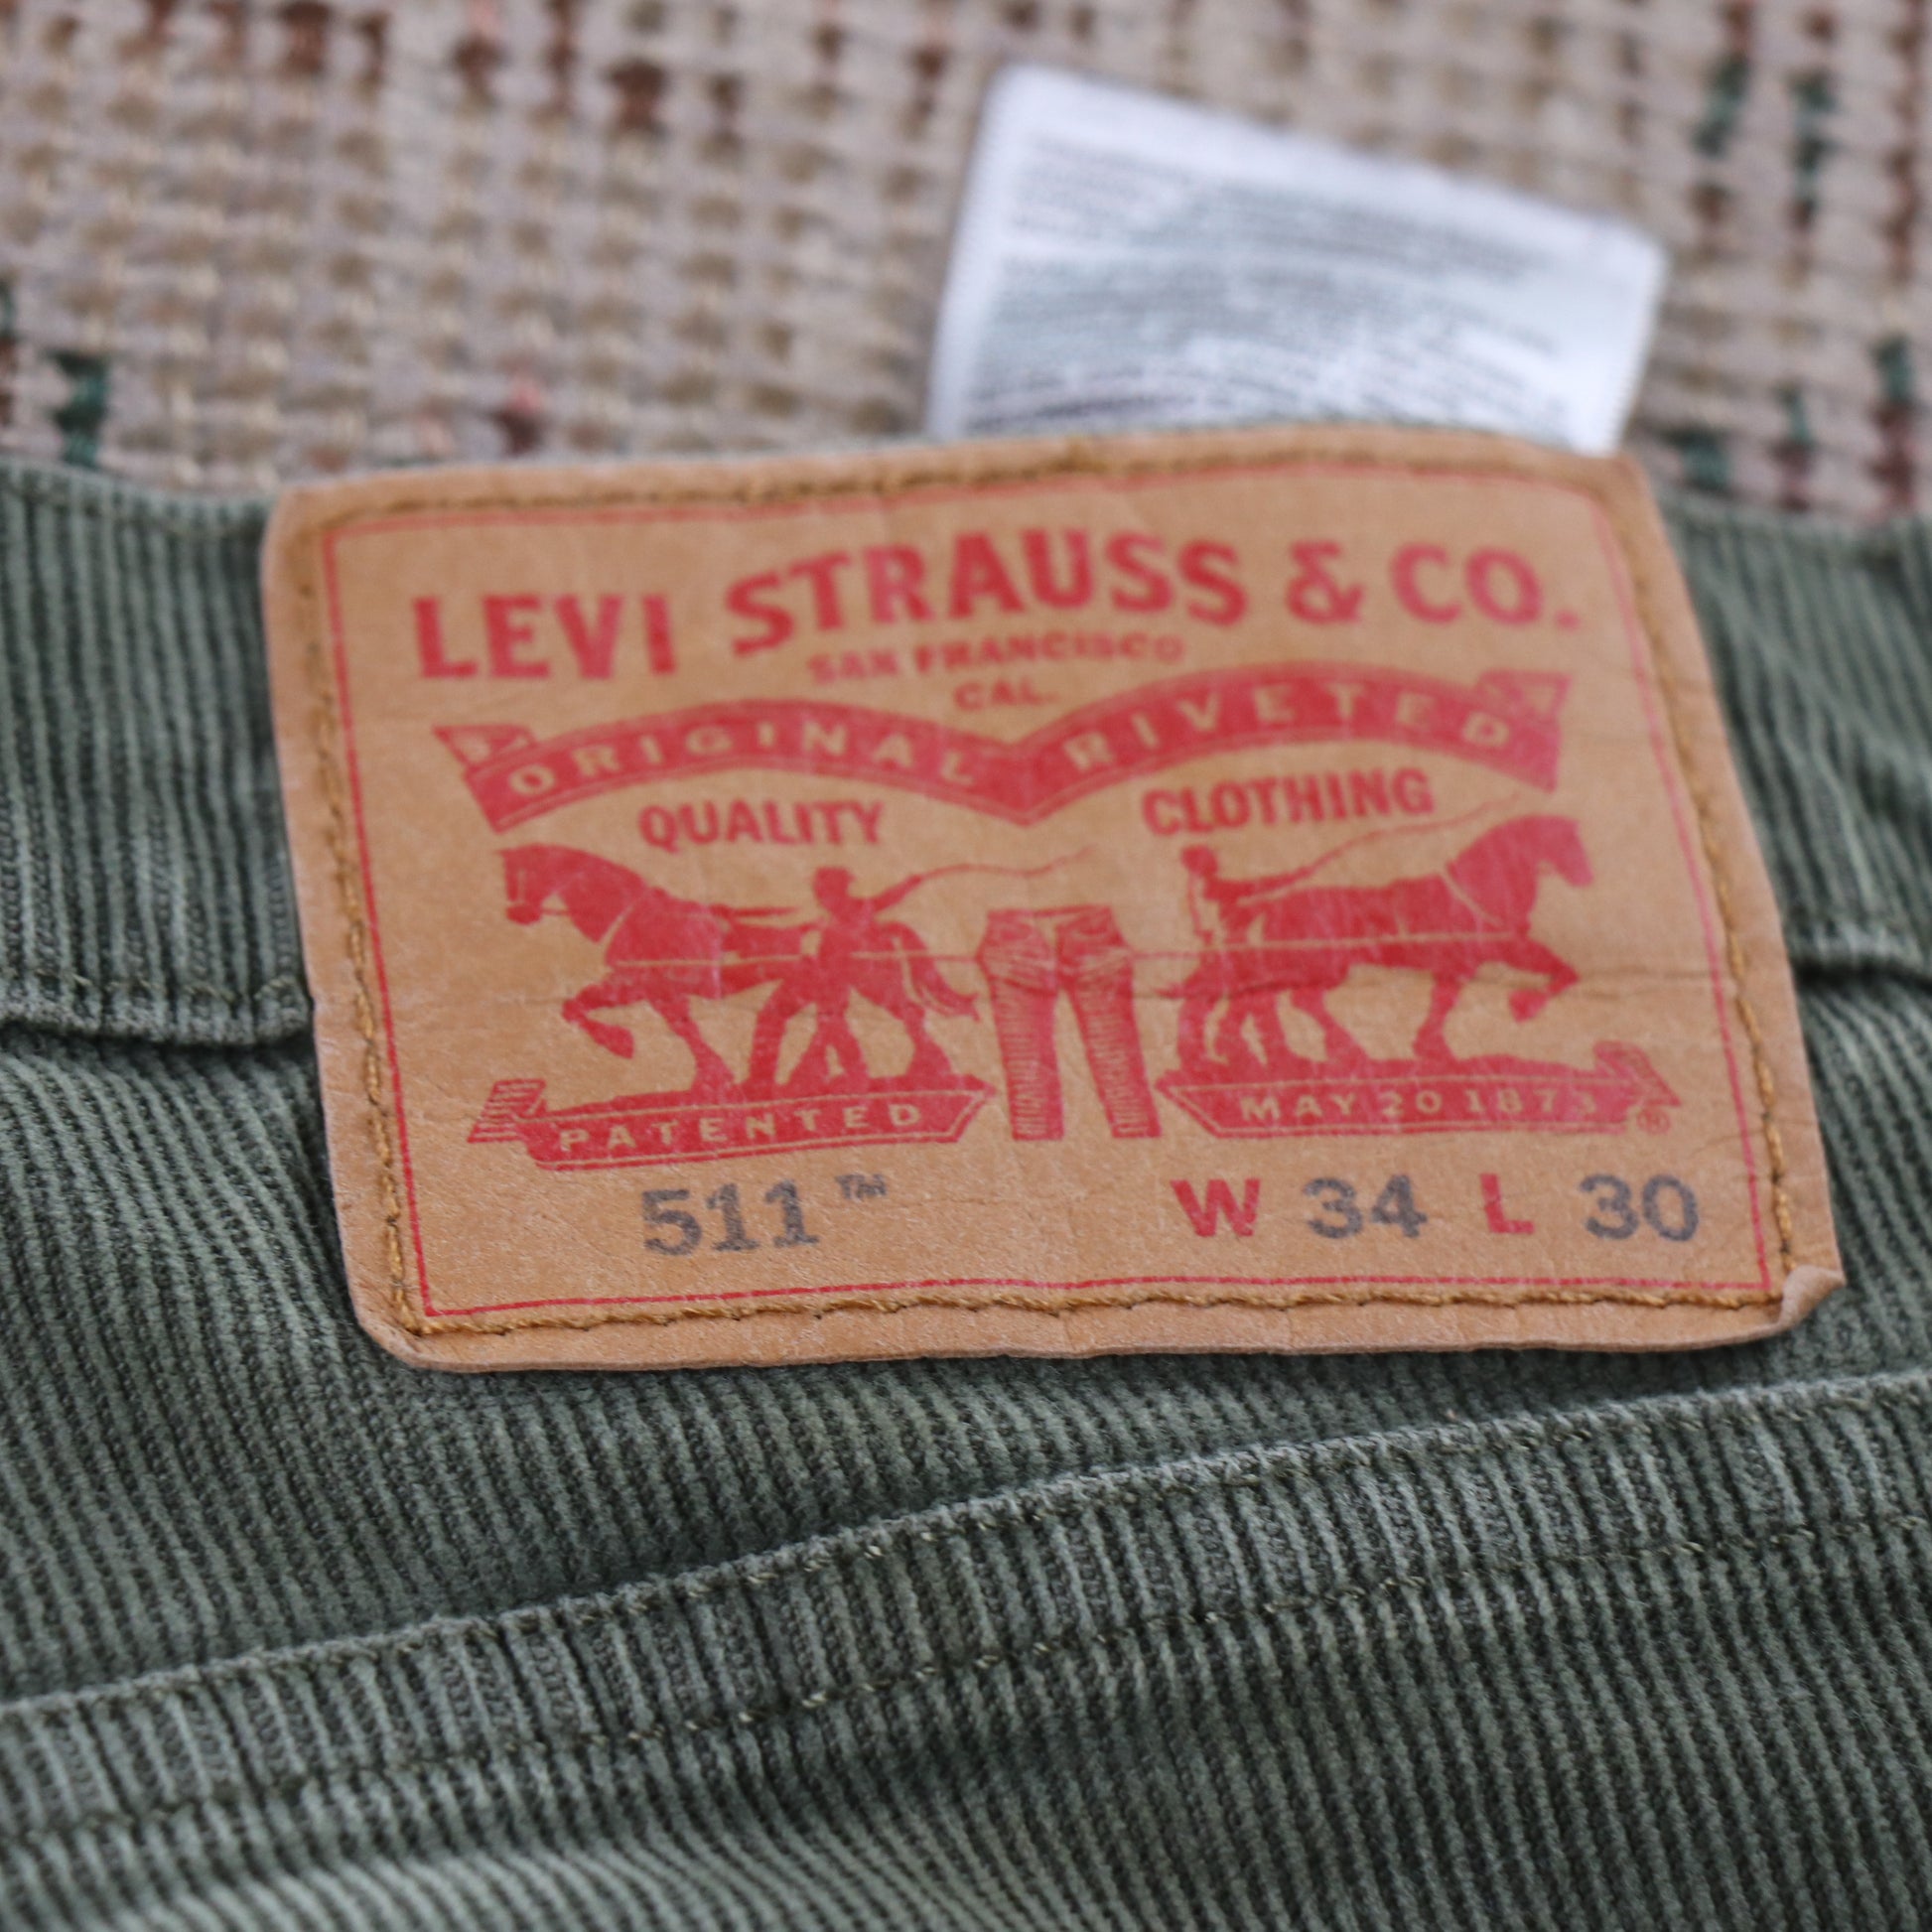 LEVI STRAUSS & CO.
SAN FRANCISCO
CAL.
ORIGINAL RIVETED
QUALITY CLOTHING
PATENTED MAY 20 1873 ®
511™ W 34 L 30